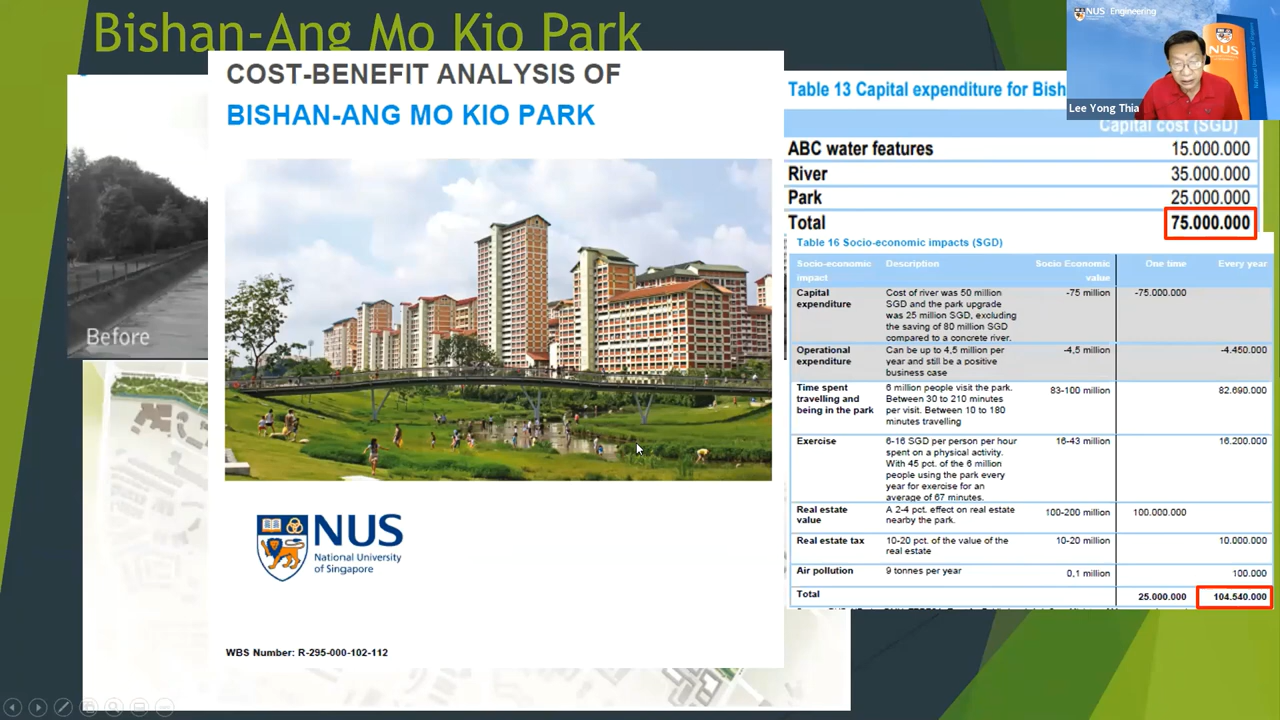 Bishan-Ang Mo Kio Park
COST-BENEFIT ANALYSIS OF
BISHAN-ANG MO KIO PARK
Before
NUS
National University
of Singapore
WBS Number: R-295-000-102-112
NUS Engineering
NUS
National University of Singapore
Lee Yong Thia
Table 13 Capital expenditure for Bish
Capital cost (SGD)
ABC water features 15.000.000
River 35.000.000
Park 25.000.000
Total 75.000.000
Table 16 Socio-economic impacts (SGD)
Socio-economic Description Socio Economic One time Every year
impact value
Capital Cost of river was 50 million -75 million -75.000.000
expenditure SGD and the park upgrade
was 25 million SGD, excluding
the saving of 80 million SGD
compared to a concrete river.
Operational Can be up to 4,5 million per -4,5 million -4.450.000
expenditure year and still be a positive
business case
Time spent 6 million people visit the park. 83-100 million 82.690.000
travelling and Between 30 to 210 minutes
being in the park per visit. Between 10 to 180
minutes travelling
Exercise 6-16 SGD per person per hour 16-43 million 16.200.000
spent on a physical activity.
With 45 pct. of the 6 million
people using the park every
year for exercise for an
average of 67 minutes.
Real estate A 2-4 pct. effect on real estate 100-200 million 100.000.000
value nearby the park.
Real estate tax 10-20 pct. of the value of the 10-20 million 10.000.000
real estate
Air pollution 9 tonnes per year 0,1 million 100.000
Total 25.000.000 104.540.000